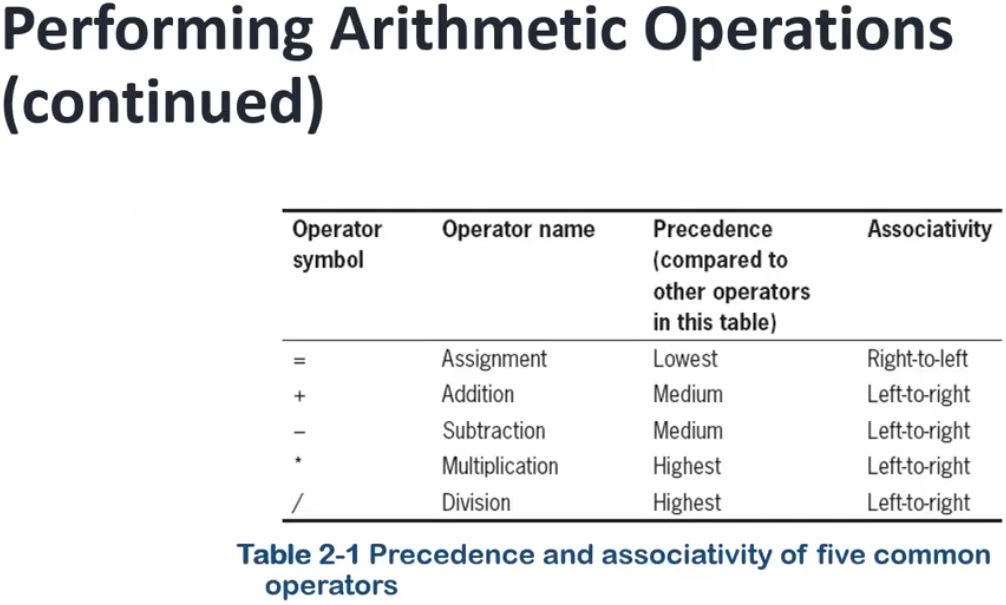 Performing Arithmetic Operations
(continued)
Operator Operator name Precedence Associativity
symbol (compared to
other operators
in this table)
= Assignment Lowest Right-to-left
+ Addition Medium Left-to-right
– Subtraction Medium Left-to-right
* Multiplication Highest Left-to-right
/ Division Highest Left-to-right
Table 2-1 Precedence and associativity of five common
operators